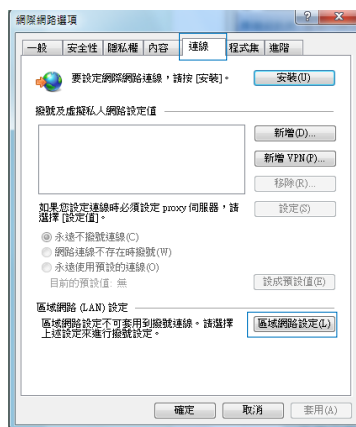 網際網路選項
一般 安全性 隱私權 內容 連線 程式集 進階
要設定網際網路連線，請按 [安裝]。 安裝(U)
撥號及虛擬私人網路設定值
新增(D)...
新增 VPN(P)...
移除(R)...
如果您設定連線時必須設定 proxy 伺服器，請
選擇 [設定值]。
設定(S)
永遠不撥號連線(C)
網路連線不存在時撥號(W)
永遠使用預設的連線(O)
目前的預設值: 無 設成預設值(E)
區域網路 (LAN) 設定
區域網路設定不可套用到撥號連線。請選擇
上述設定來進行撥號設定。
區域網路設定(L)
確定 取消 套用(A)